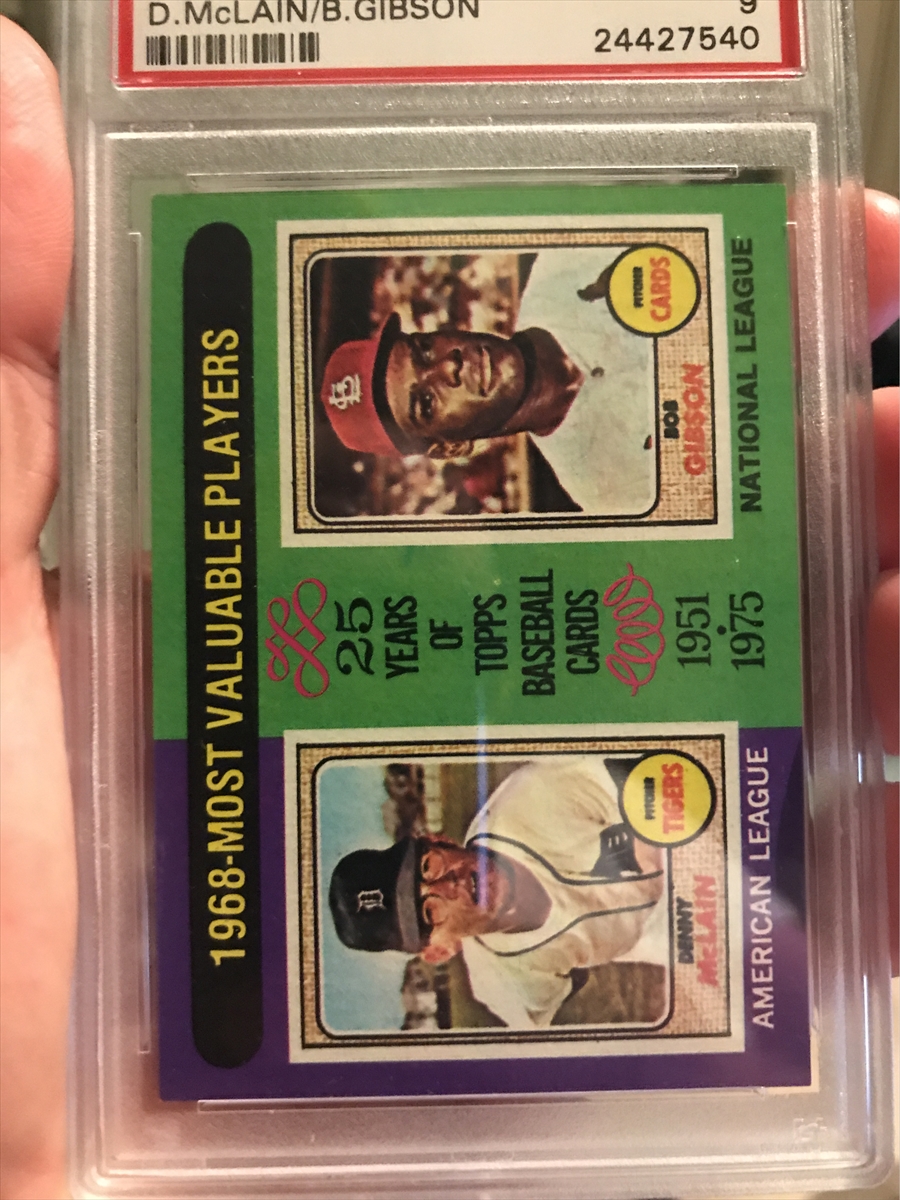 D.McLAIN/B.GIBSON 9
24427540
1968-MOST VALUABLE PLAYERS
PITCHER
TIGERS
DENNY
McLAIN
AMERICAN LEAGUE
25
YEARS
OF
TOPPS
BASEBALL
CARDS
1951
•
1975
PITCHER
CARDS
BOB
GIBSON
NATIONAL LEAGUE